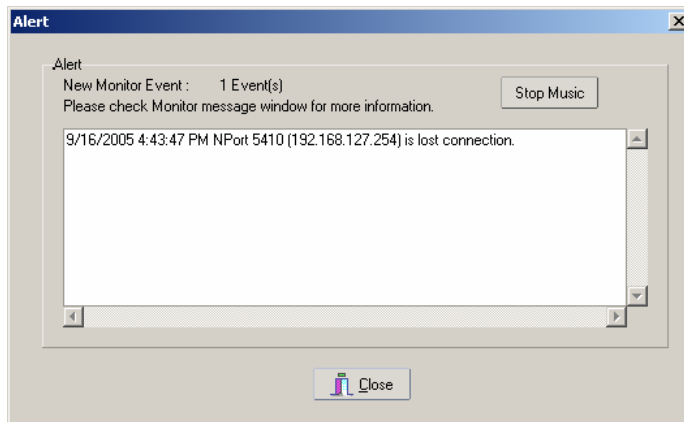 Alert
Alert
New Monitor Event : 1 Event(s)
Please check Monitor message window for more information.
Stop Music
9/16/2005 4:43:47 PM NPort 5410 (192.168.127.254) is lost connection.
Close